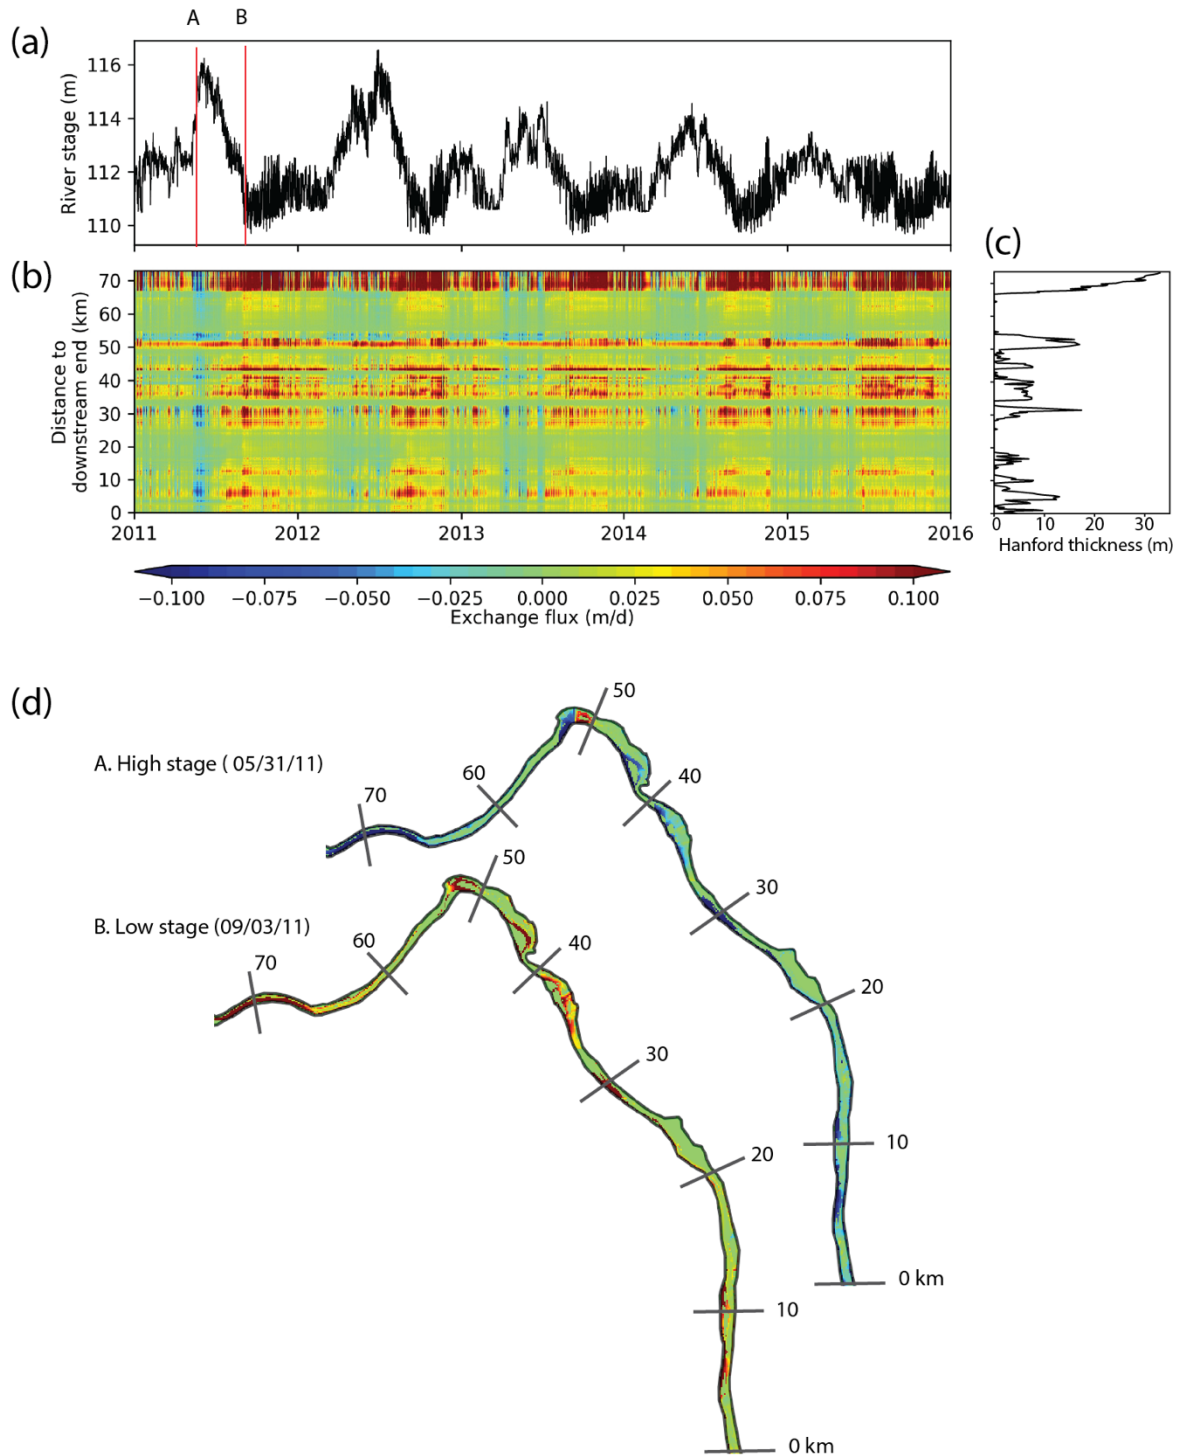 A B
(a)
116
114
112
110
River stage (m)
(b)
70
60
50
40
30
20
10
0
Distance to
downstream end (km)
2011 2012 2013 2014 2015 2016
(c)
0 10 20 30
Hanford thickness (m)
−0.100 −0.075 −0.050 −0.025 0.000 0.025 0.050 0.075 0.100
Exchange flux (m/d)
(d)
A. High stage ( 05/31/11)
70
60
50
40
30
20
10
0 km
B. Low stage (09/03/11)
70
60
50
40
30
20
10
0 km